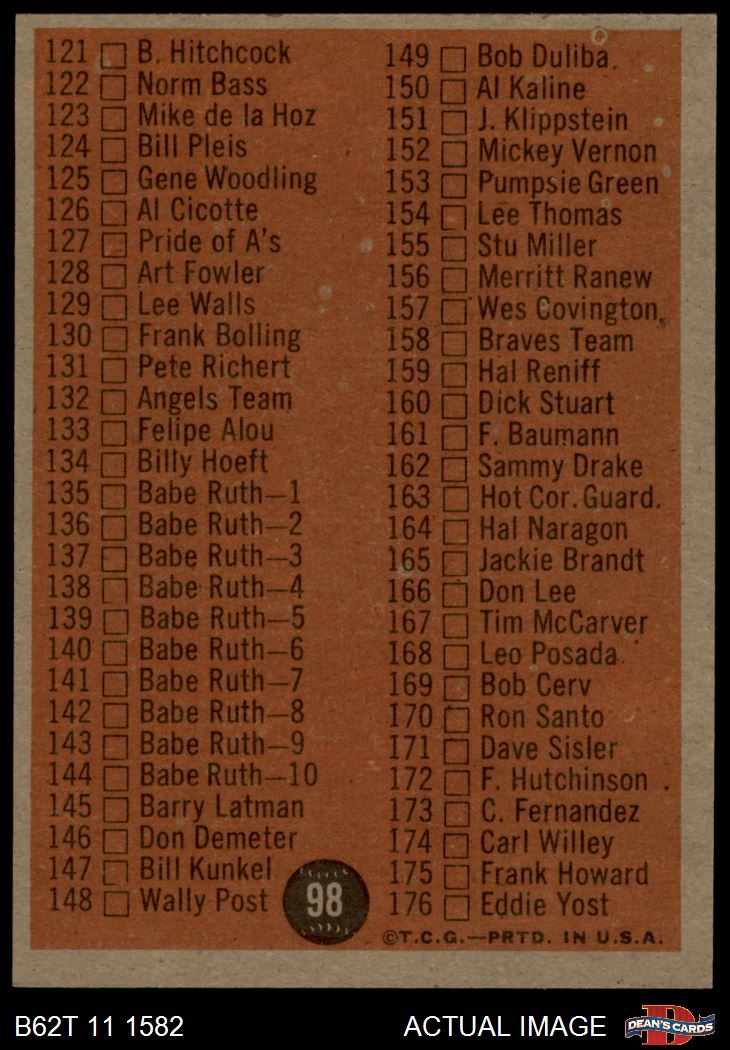 121 B. Hitchcock
122 Norm Bass
123 Mike de la Hoz
124 Bill Pleis
125 Gene Woodling
126 Al Cicotte
127 Pride of A's
128 Art Fowler
129 Lee Walls
130 Frank Bolling
131 Pete Richert
132 Angels Team
133 Felipe Alou
134 Billy Hoeft
135 Babe Ruth—1
136 Babe Ruth—2
137 Babe Ruth—3
138 Babe Ruth—4
139 Babe Ruth—5
140 Babe Ruth—6
141 Babe Ruth—7
142 Babe Ruth—8
143 Babe Ruth—9
144 Babe Ruth—10
145 Barry Latman
146 Don Demeter
147 Bill Kunkel
148 Wally Post
98
149 Bob Duliba
150 Al Kaline
151 J. Klippstein
152 Mickey Vernon
153 Pumpsie Green
154 Lee Thomas
155 Stu Miller
156 Merritt Ranew
157 Wes Covington
158 Braves Team
159 Hal Reniff
160 Dick Stuart
161 F. Baumann
162 Sammy Drake
163 Hot Cor. Guard.
164 Hal Naragon
165 Jackie Brandt
166 Don Lee
167 Tim McCarver
168 Leo Posada
169 Bob Cerv
170 Ron Santo
171 Dave Sisler
172 F. Hutchinson
173 C. Fernandez
174 Carl Willey
175 Frank Howard
176 Eddie Yost
©T.C.G.—PRTD. IN U.S.A.
B62T 11 1582
ACTUAL IMAGE
D
DEAN'S CARDS